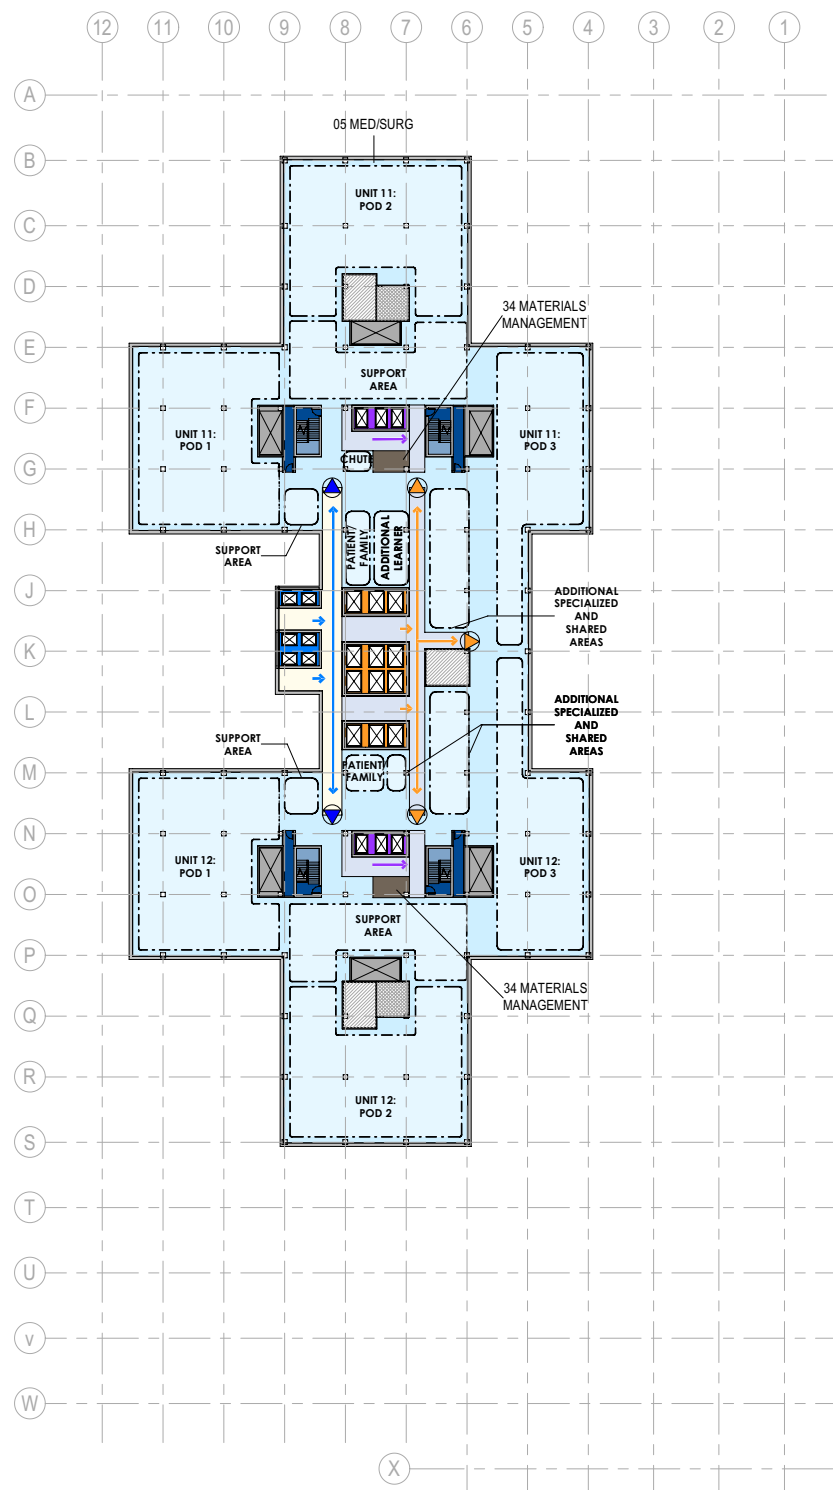 12
11
10
9
8
7
6
5
4
3
2
1
A
05 MED/SURG
B
UNIT 11:
POD 2
C
D
34 MATERIALS
MANAGEMENT
E
SUPPORT
AREA
F
UNIT 11:
POD 1
UNIT 11:
POD 3
CHUTE
G
PATIENT/
FAMILY
ADDITIONAL
LEARNER
H
SUPPORT
AREA
J
ADDITIONAL
SPECIALIZED
AND
SHARED
AREAS
K
L
ADDITIONAL
SPECIALIZED
AND
SHARED
AREAS
SUPPORT
AREA
M
PATIENT/
FAMILY
N
UNIT 12:
POD 1
UNIT 12:
POD 3
O
SUPPORT
AREA
P
34 MATERIALS
MANAGEMENT
Q
R
UNIT 12:
POD 2
S
T
U
v
W
X